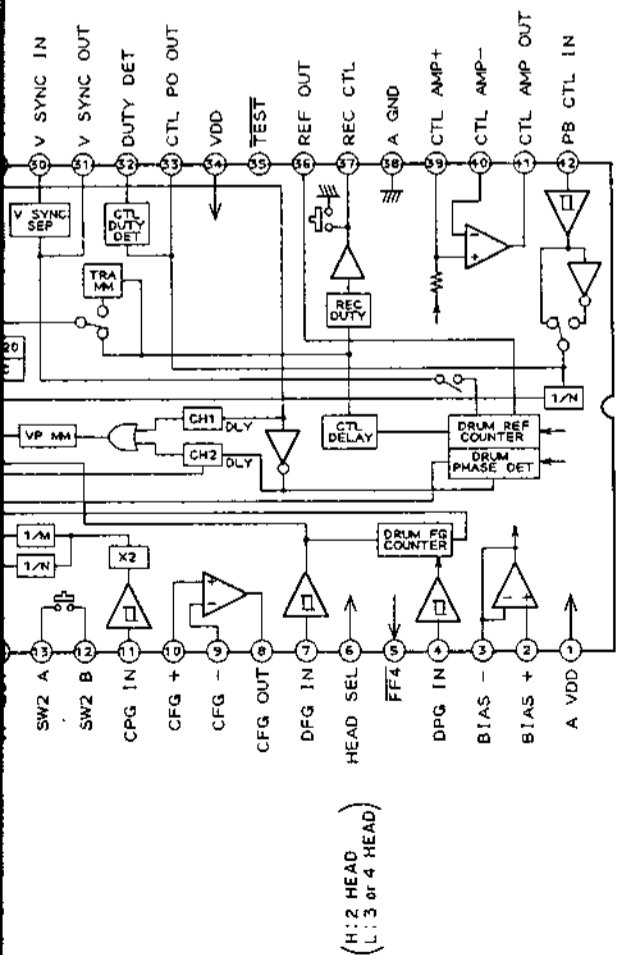 V SYNC IN
V SYNC OUT
DUTY DET
CTL PO OUT
VDD
TEST
REF OUT
REC CTL
A GND
CTL AMP+
CTL AMP-
CTL AMP OUT
PB CTL IN
30
31
32
33
34
35
36
37
38
39
40
41
42
V SYNC
SEP
CTL
DUTY
DET
TRA
MM
REC
DUTY
20
1/N
VP MM
CH1
DLY
CH2
DLY
CTL
DELAY
DRUM REF
COUNTER
DRUM
PHASE DET
1/M
1/N
X2
DRUM FG
COUNTER
13
12
11
10
9
8
7
6
5
4
3
2
1
SW2 A
SW2 B
CPG IN
CFG +
CFG -
CFG OUT
DFG IN
HEAD SEL
FF4
DPG IN
BIAS -
BIAS +
A VDD
(H:2 HEAD
L:3 or 4 HEAD)